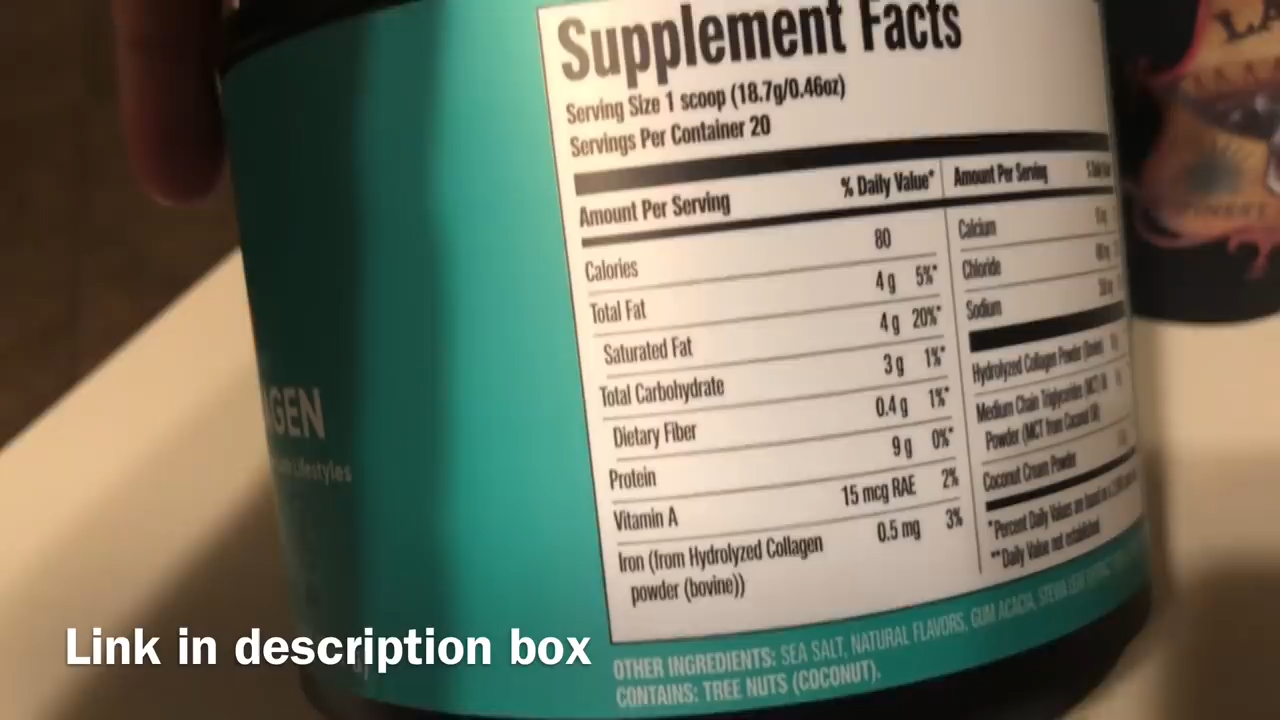 Supplement Facts
Serving Size 1 scoop (18.7g/0.46oz)
Servings Per Container 20
Amount Per Serving % Daily Value*
Calories 80
Total Fat 4 g 5%*
Saturated Fat 4 g 20%*
Total Carbohydrate 3 g 1%*
Dietary Fiber 0.4 g 1%*
Protein 9 g 0%*
Vitamin A 15 mcg RAE 2%
Iron (from Hydrolyzed Collagen 0.5 mg 3%
powder (bovine))
Amount Per Serving
Calcium
Chloride
Sodium
Hydrolyzed Collagen Powder (bovine)
Medium Chain Triglycerides (MCT) Oil
Powder (MCT from Coconut Oil)
Coconut Cream Powder
*Percent Daily Values are based on a
**Daily Value not established
OTHER INGREDIENTS: SEA SALT, NATURAL FLAVORS, GUM ACACIA, STEVIA LEAF
CONTAINS: TREE NUTS (COCONUT).
GEN
Lifestyles
Link in description box